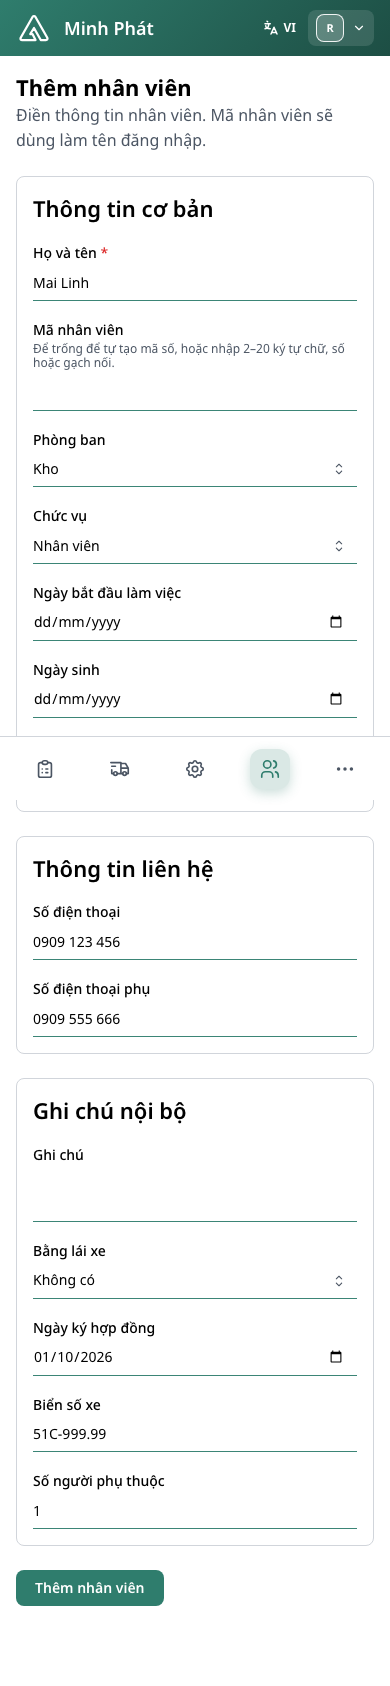 Minh Phát
VI
R
Thêm nhân viên
Điền thông tin nhân viên. Mã nhân viên sẽ
dùng làm tên đăng nhập.
Thông tin cơ bản
Họ và tên *
Mai Linh
Mã nhân viên
Để trống để tự tạo mã số, hoặc nhập 2–20 ký tự chữ, số
hoặc gạch nối.
Phòng ban
Kho
Chức vụ
Nhân viên
Ngày bắt đầu làm việc
dd/mm/yyyy
Ngày sinh
dd/mm/yyyy
Thông tin liên hệ
Số điện thoại
0909 123 456
Số điện thoại phụ
0909 555 666
Ghi chú nội bộ
Ghi chú
Bằng lái xe
Không có
Ngày ký hợp đồng
01/10/2026
Biển số xe
51C-999.99
Số người phụ thuộc
1
Thêm nhân viên